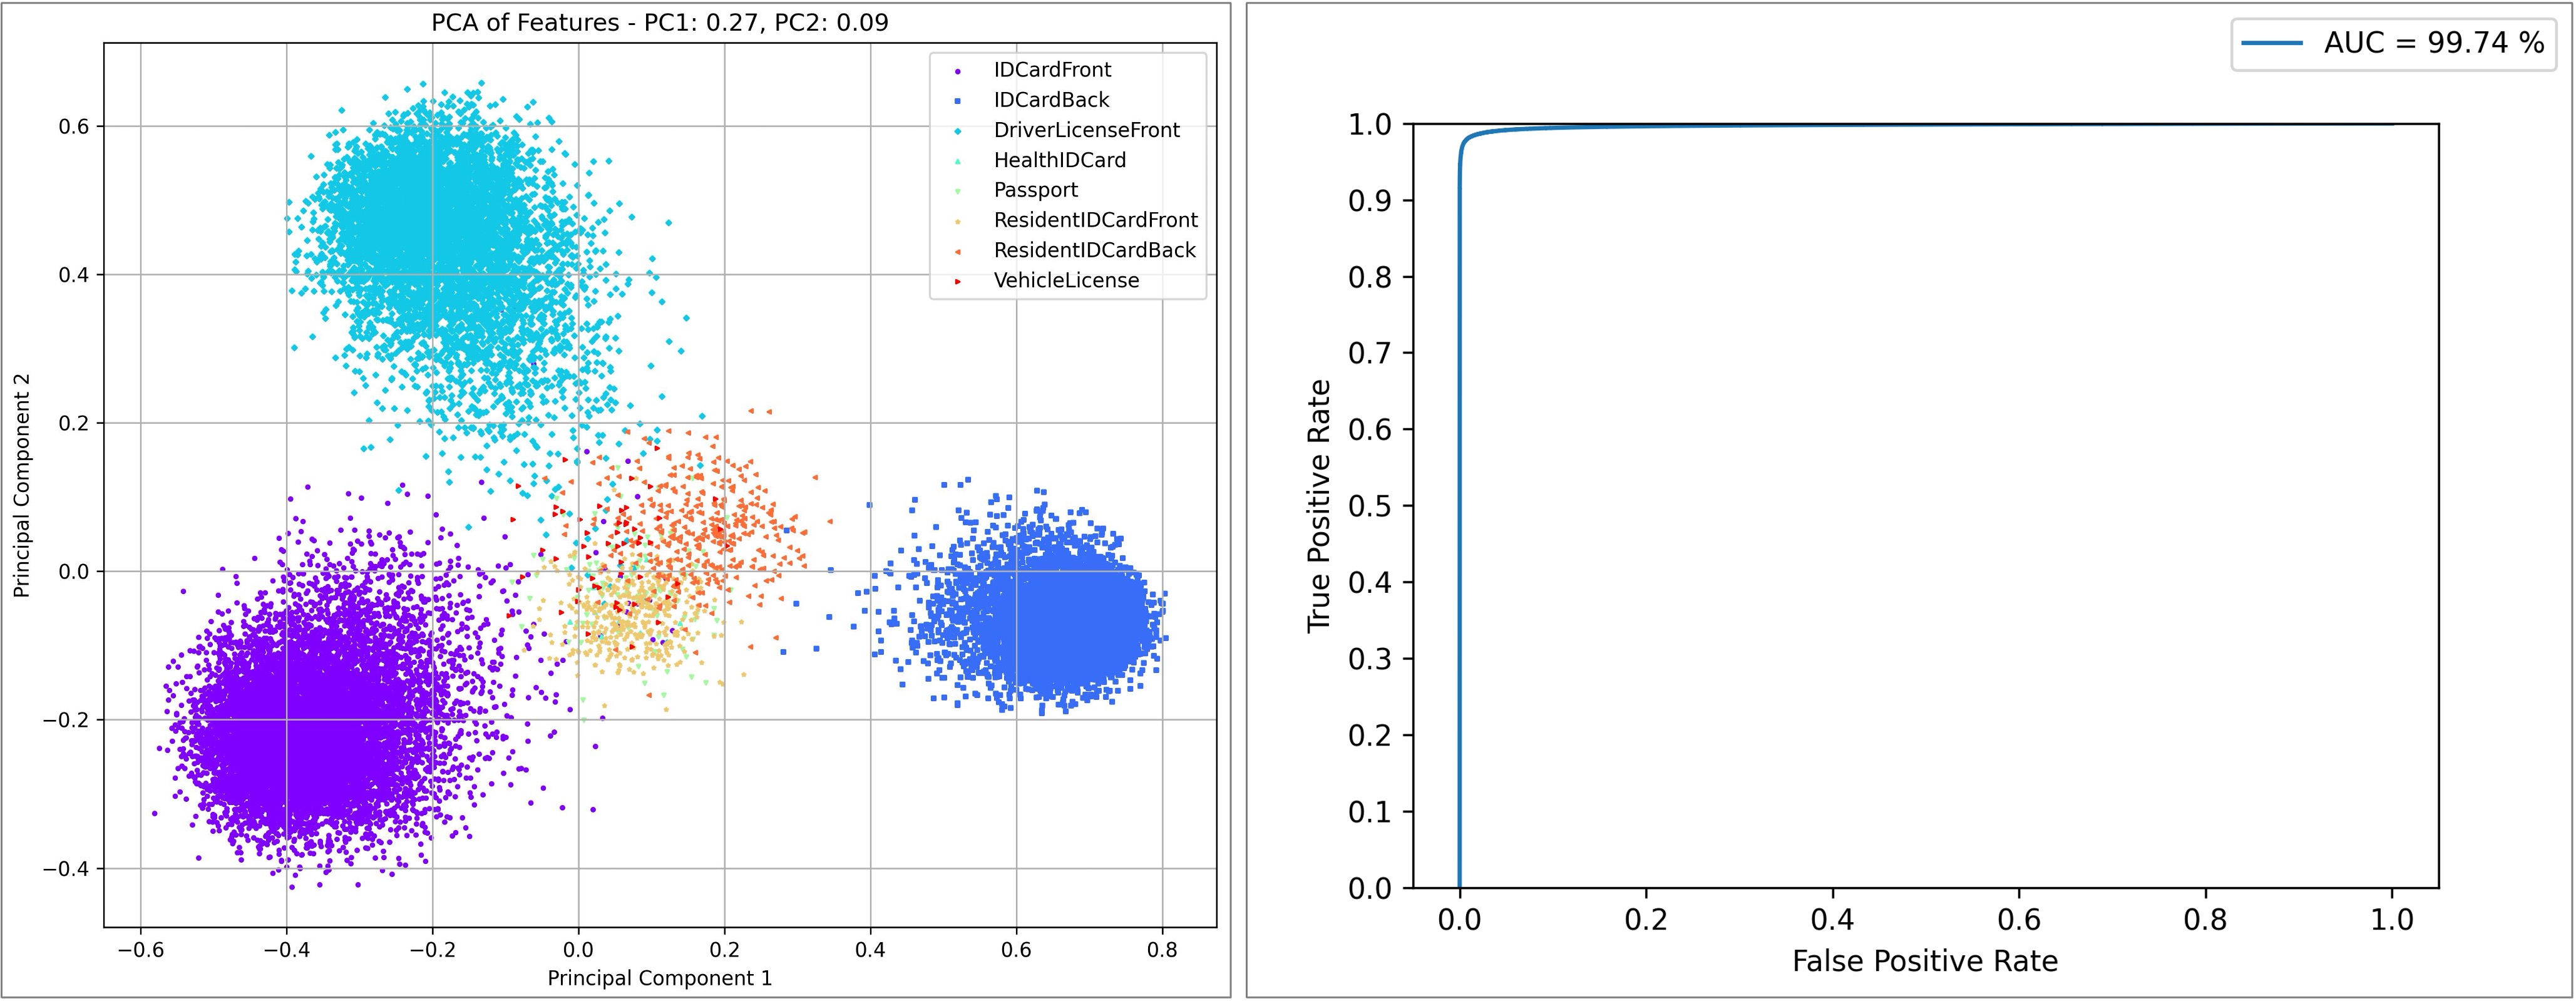 PCA of Features - PC1: 0.27, PC2: 0.09
IDCardFront
IDCardBack
DriverLicenseFront
HealthIDCard
Passport
ResidentIDCardFront
ResidentIDCardBack
VehicleLicense
0.6
0.4
0.2
0.0
−0.2
−0.4
Principal Component 2
−0.6
−0.4
−0.2
0.0
0.2
0.4
0.6
0.8
Principal Component 1
AUC = 99.74 %
1.0
0.9
0.8
0.7
0.6
0.5
0.4
0.3
0.2
0.1
0.0
True Positive Rate
0.0
0.2
0.4
0.6
0.8
1.0
False Positive Rate